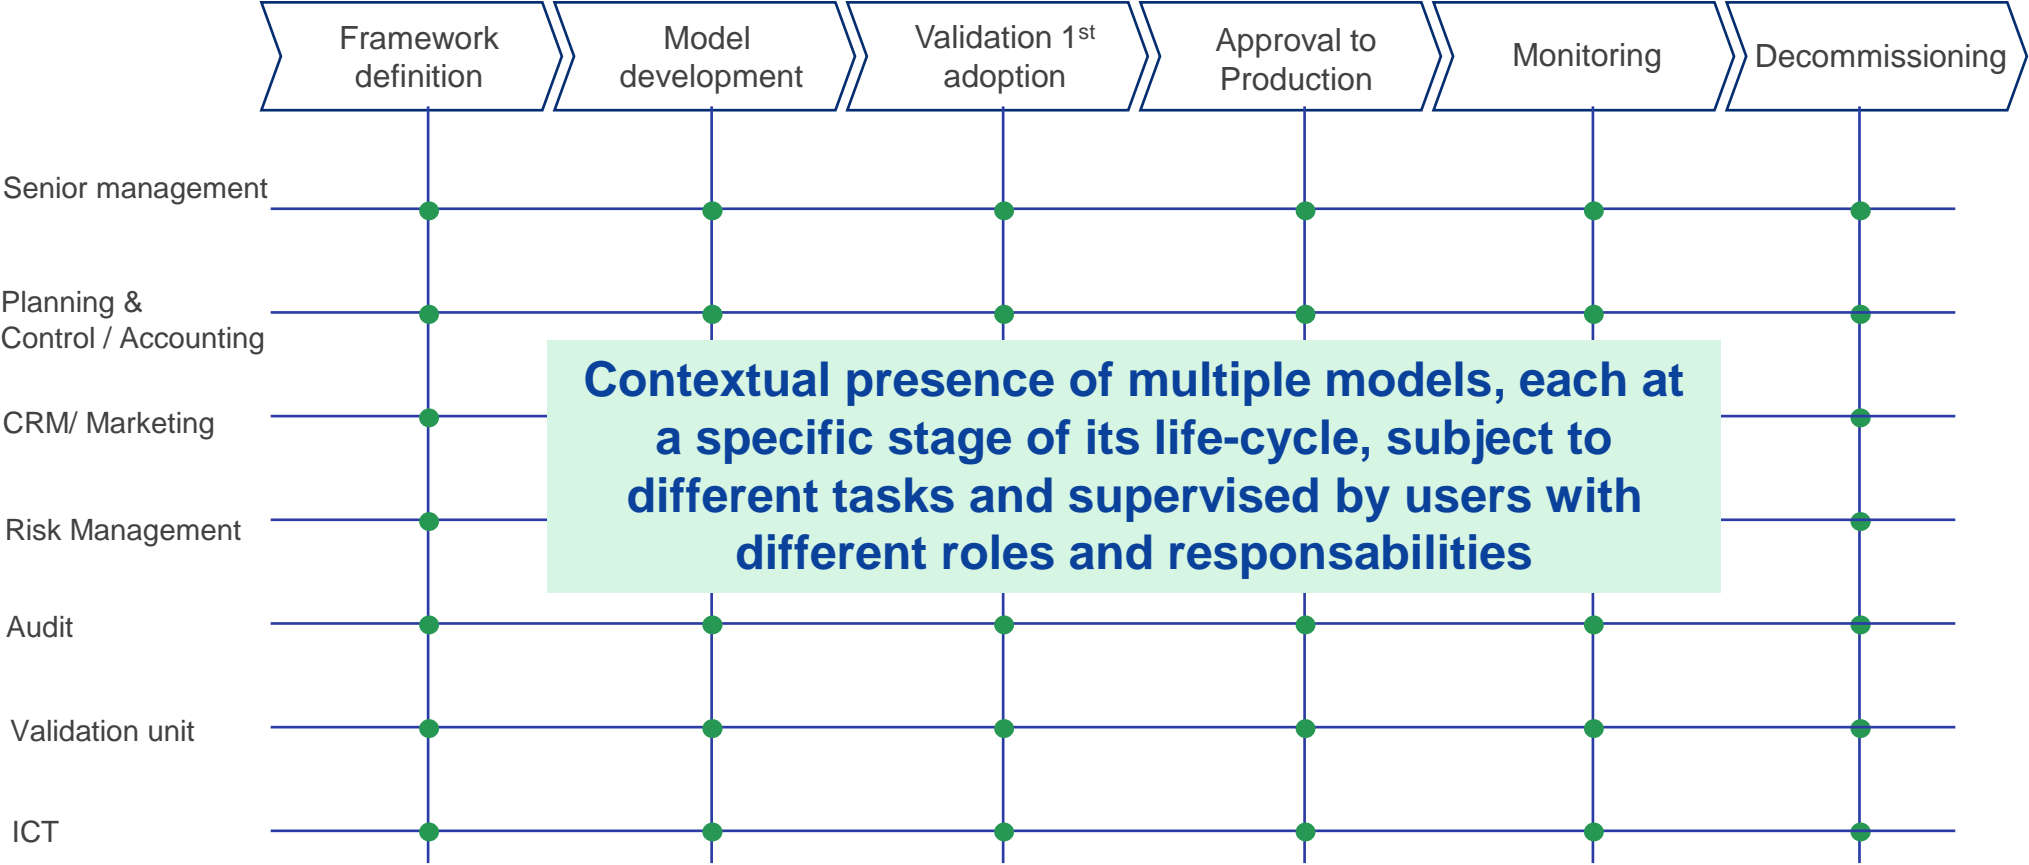 Framework
definition
Model
development
Validation 1st
adoption
Approval to
Production
Monitoring
Decommissioning
Senior management
Planning &
Control / Accounting
CRM/ Marketing
Risk Management
Audit
Validation unit
ICT
Contextual presence of multiple models, each at
a specific stage of its life-cycle, subject to
different tasks and supervised by users with
different roles and responsabilities